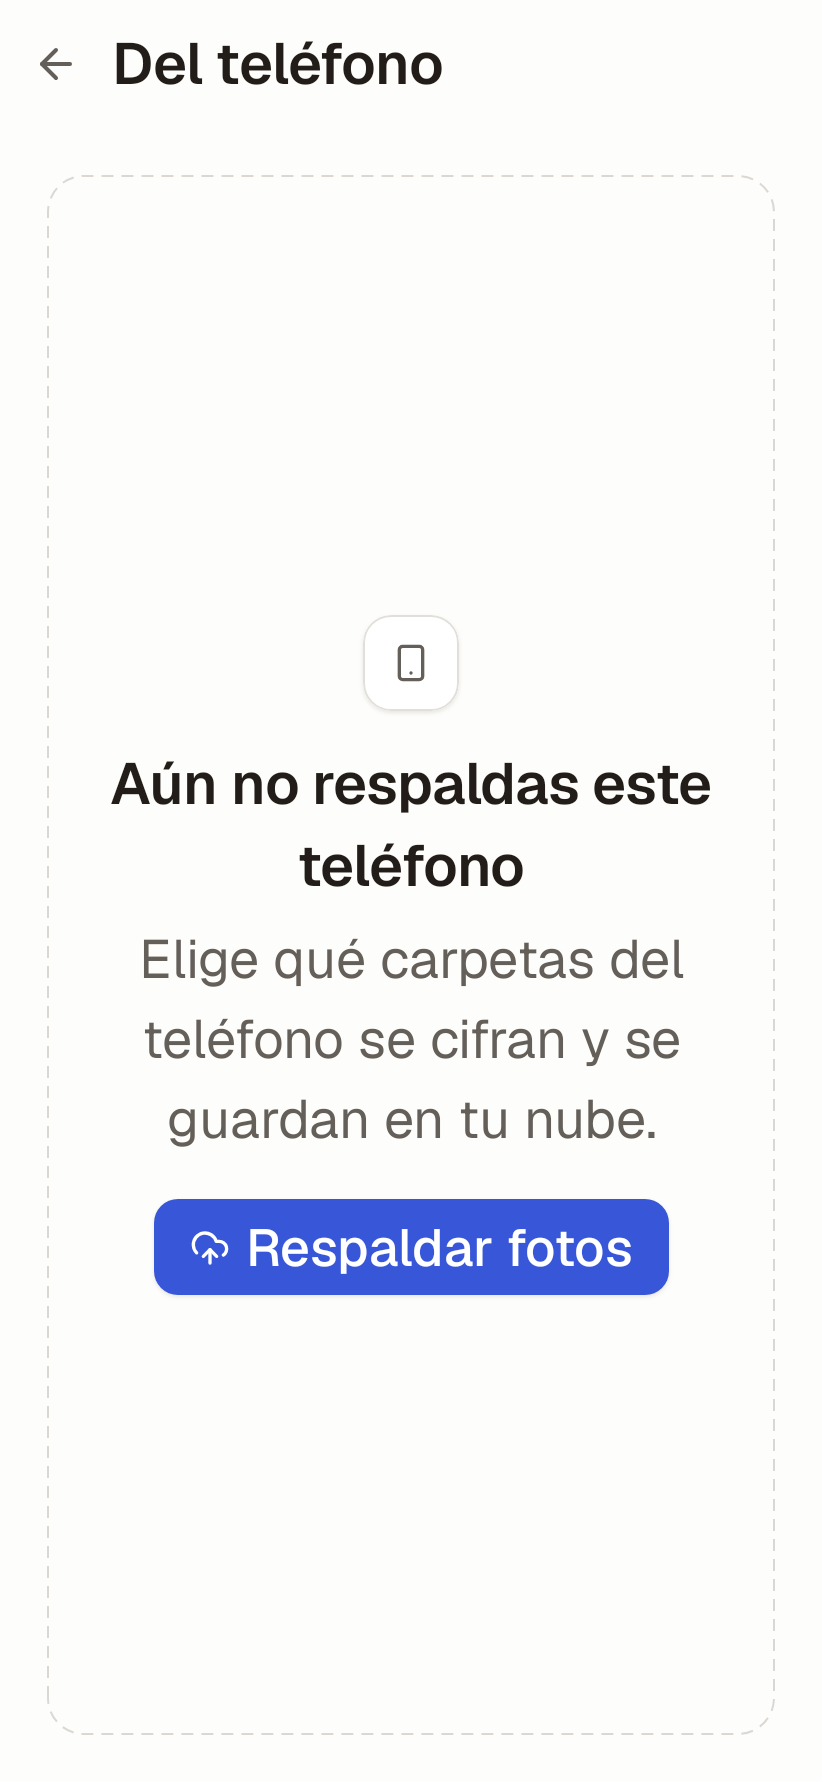 Del teléfono
Aún no respaldas este
teléfono
Elige qué carpetas del
teléfono se cifran y se
guardan en tu nube.
Respaldar fotos